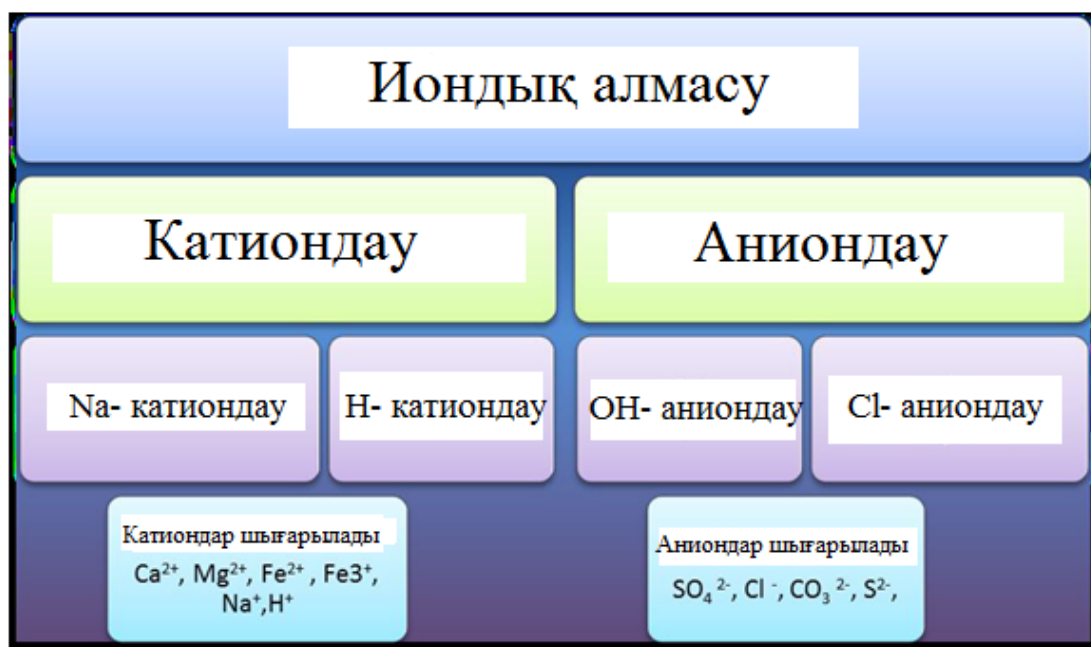 Иондық алмасу
Катиондау
Аниондау
Na- катиондау
H- катиондау
OH- аниондау
Cl- аниондау
Катиондар шығарылады
Ca²⁺, Mg²⁺, Fe²⁺ , Fe3⁺,
Na⁺,H⁺
Аниондар шығарылады
SO₄ ²⁻, Cl ⁻, CO₃ ²⁻, S²⁻,